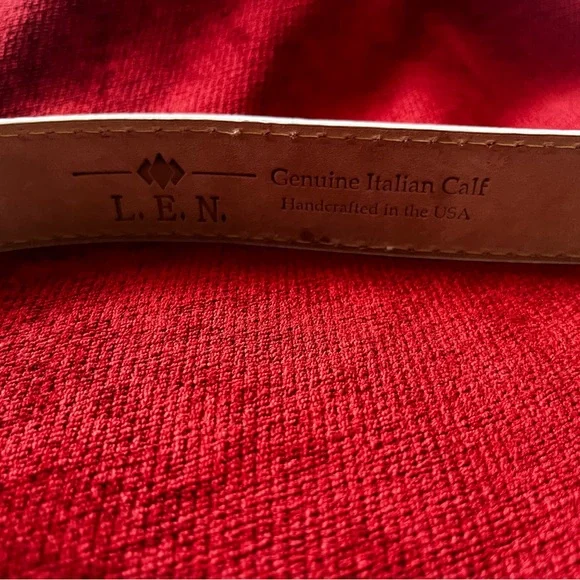 L. E. N.
Genuine Italian Calf
Handcrafted in the USA